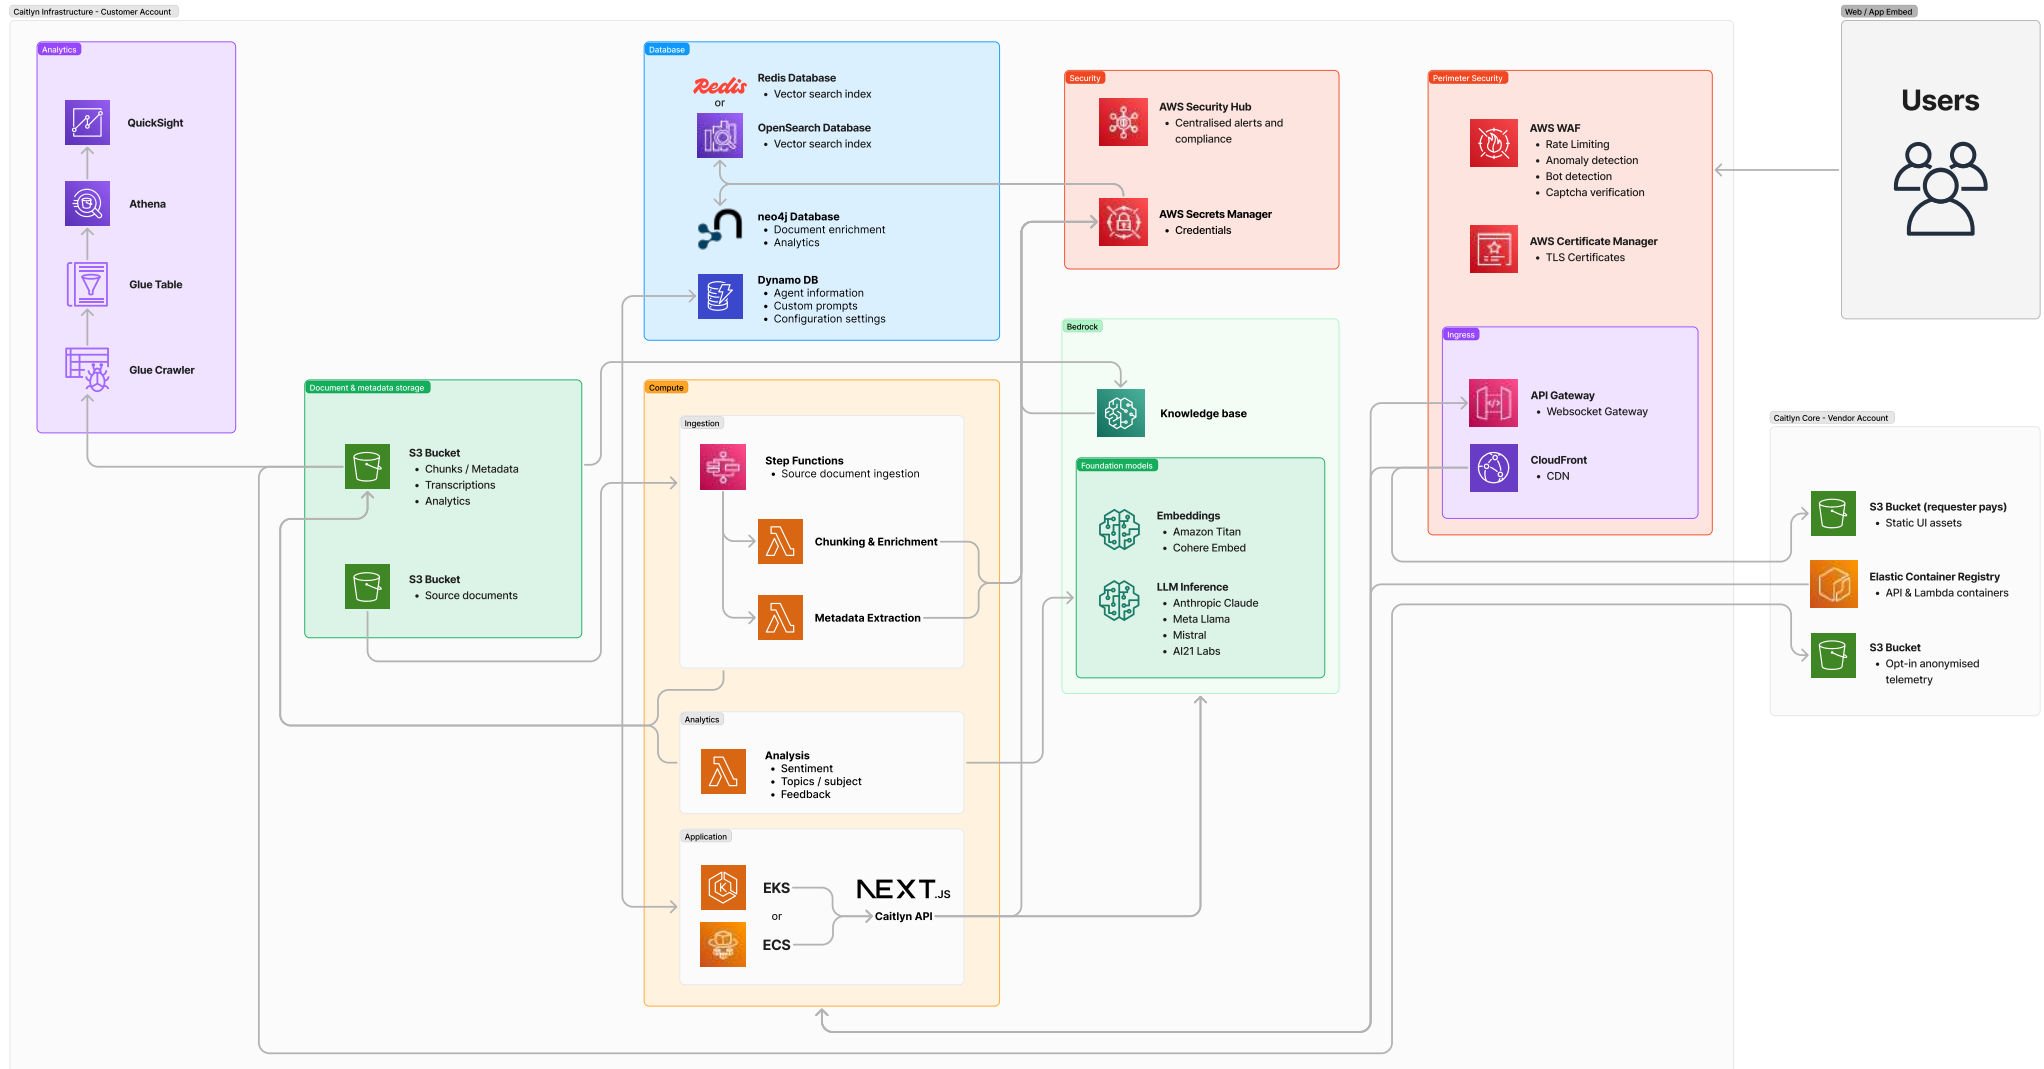 Caitlyn Infrastructure - Customer Account
Web / App Embed
Analytics
QuickSight
Athena
Glue Table
Glue Crawler
Document & metadata storage
S3 Bucket
• Chunks / Metadata
• Transcriptions
• Analytics
S3 Bucket
• Source documents
Database
Redis
or
Redis Database
• Vector search index
OpenSearch Database
• Vector search index
neo4j Database
• Document enrichment
• Analytics
Dynamo DB
• Agent information
• Custom prompts
• Configuration settings
Compute
Ingestion
Step Functions
• Source document ingestion
Chunking & Enrichment
Metadata Extraction
Analytics
Analysis
• Sentiment
• Topics / subject
• Feedback
Application
EKS
or
ECS
NEXT.JS
Caitlyn API
Security
AWS Security Hub
• Centralised alerts and
compliance
AWS Secrets Manager
• Credentials
Bedrock
Knowledge base
Foundation models
Embeddings
• Amazon Titan
• Cohere Embed
LLM Inference
• Anthropic Claude
• Meta Llama
• Mistral
• AI21 Labs
Perimeter Security
AWS WAF
• Rate Limiting
• Anomaly detection
• Bot detection
• Captcha verification
AWS Certificate Manager
• TLS Certificates
Ingress
API Gateway
• Websocket Gateway
CloudFront
• CDN
Users
Caitlyn Core - Vendor Account
S3 Bucket (requester pays)
• Static UI assets
Elastic Container Registry
• API & Lambda containers
S3 Bucket
• Opt-in anonymised
telemetry